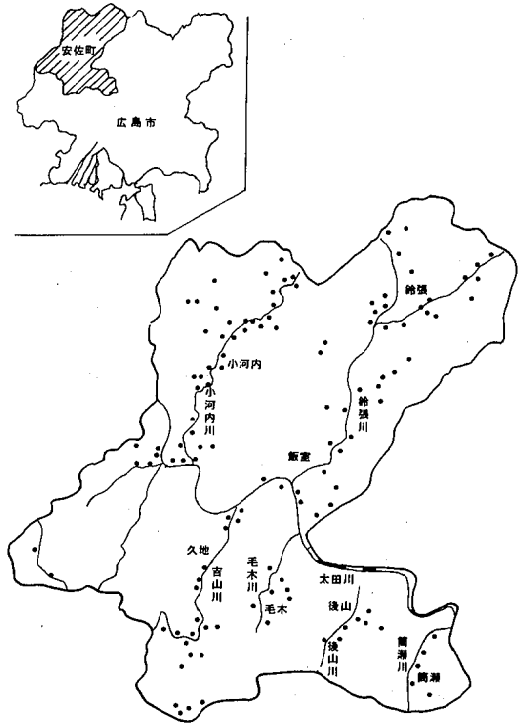 安佐町
広島市
鈴張
小河内
小河内川
鈴張川
飯室
久地
吉山川
毛木川
毛木
太田川
後山
後山川
筒瀬川
筒瀬